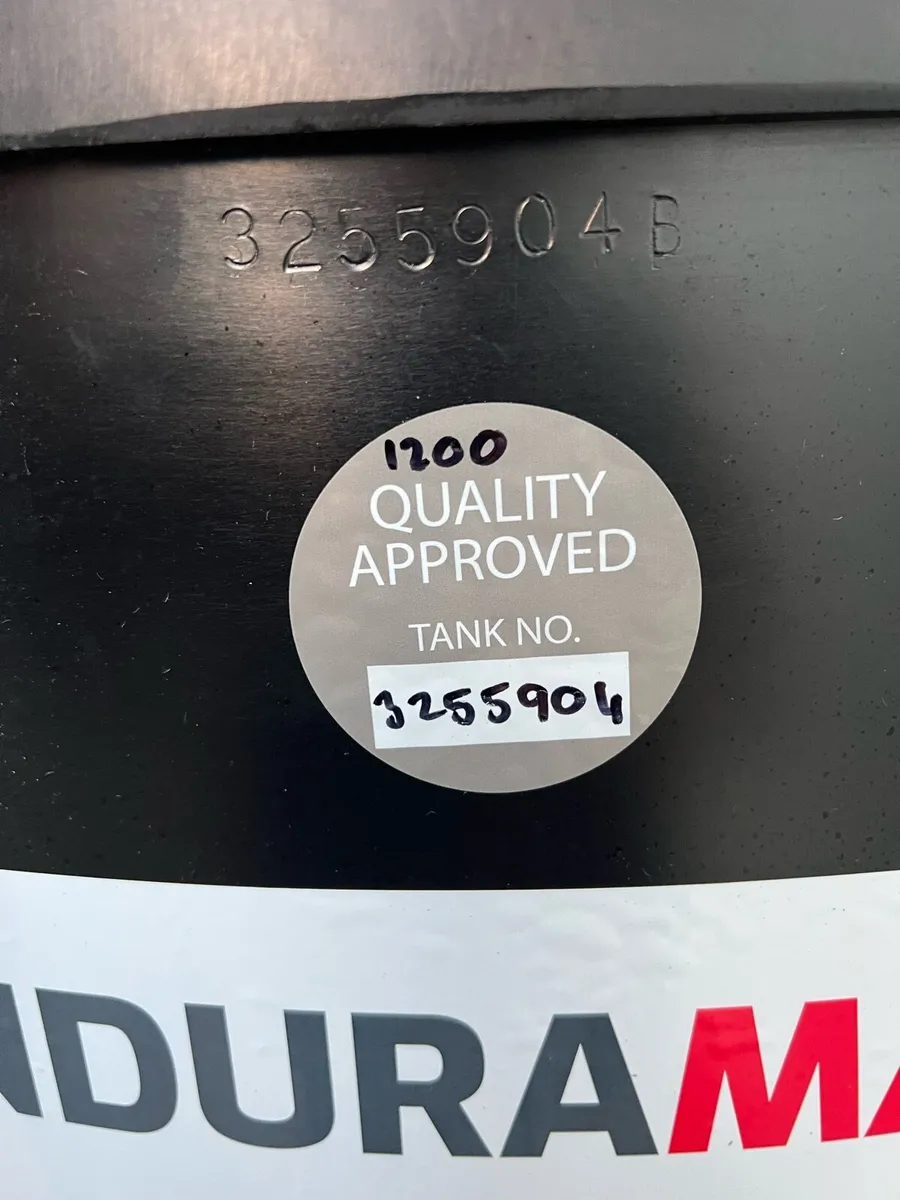 3255904B
1200
QUALITY
APPROVED
TANK NO.
3255904
NDURAMA